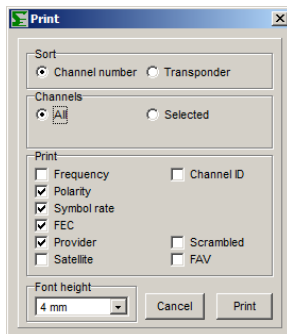 Print
Sort
Channel number Transponder
Channels
All Selected
Print
Frequency Channel ID
Polarity
Symbol rate
FEC
Provider Scrambled
Satellite FAV
Font height
4 mm Cancel Print